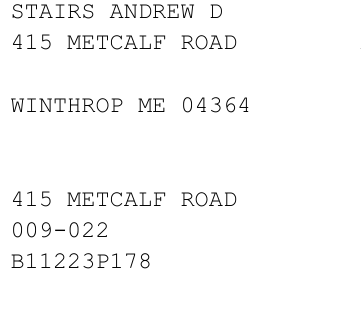 STAIRS ANDREW D
415 METCALF ROAD
WINTHROP ME 04364
415 METCALF ROAD
009-022
B11223P178